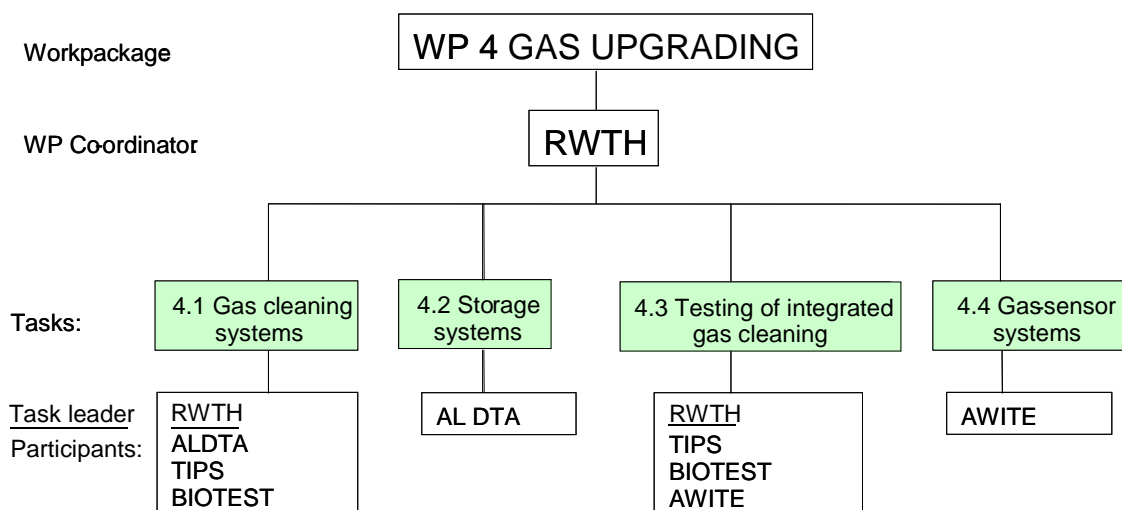 Workpackage
WP 4 GAS UPGRADING
WP Co-ordinator
RWTH
Tasks:
4.1 Gas cleaning
systems
4.2 Storage
systems
4.3 Testing of integrated
gas cleaning
4.4 Gas-sensor
systems
Task leader
Participants:
RWTH
ALDTA
TIPS
BIOTEST
AL DTA
RWTH
TIPS
BIOTEST
AWITE
AWITE